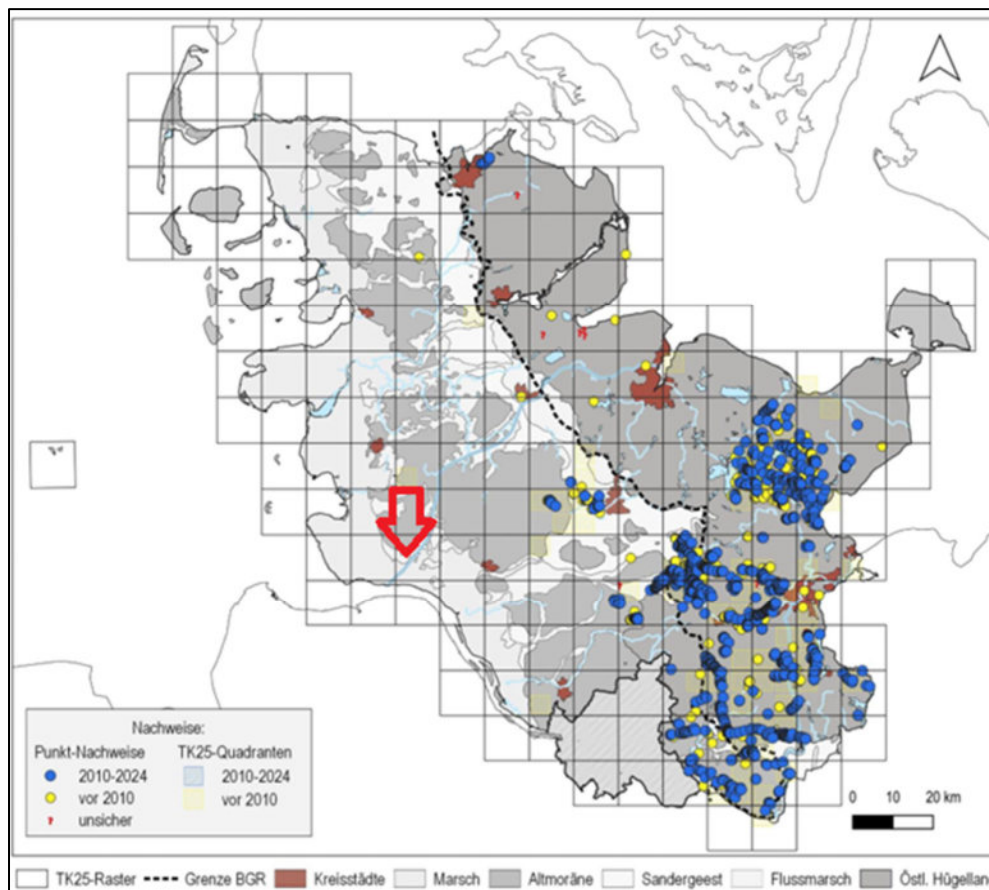 Nachweise:
Punkt-Nachweise TK25-Quadranten
2010-2024 2010-2024
vor 2010 vor 2010
unsicher
0 10 20 km
TK25-Raster Grenze BGR Kreisstädte Marsch Altmoräne Sandergeest Flussmarsch Östl. Hügelland